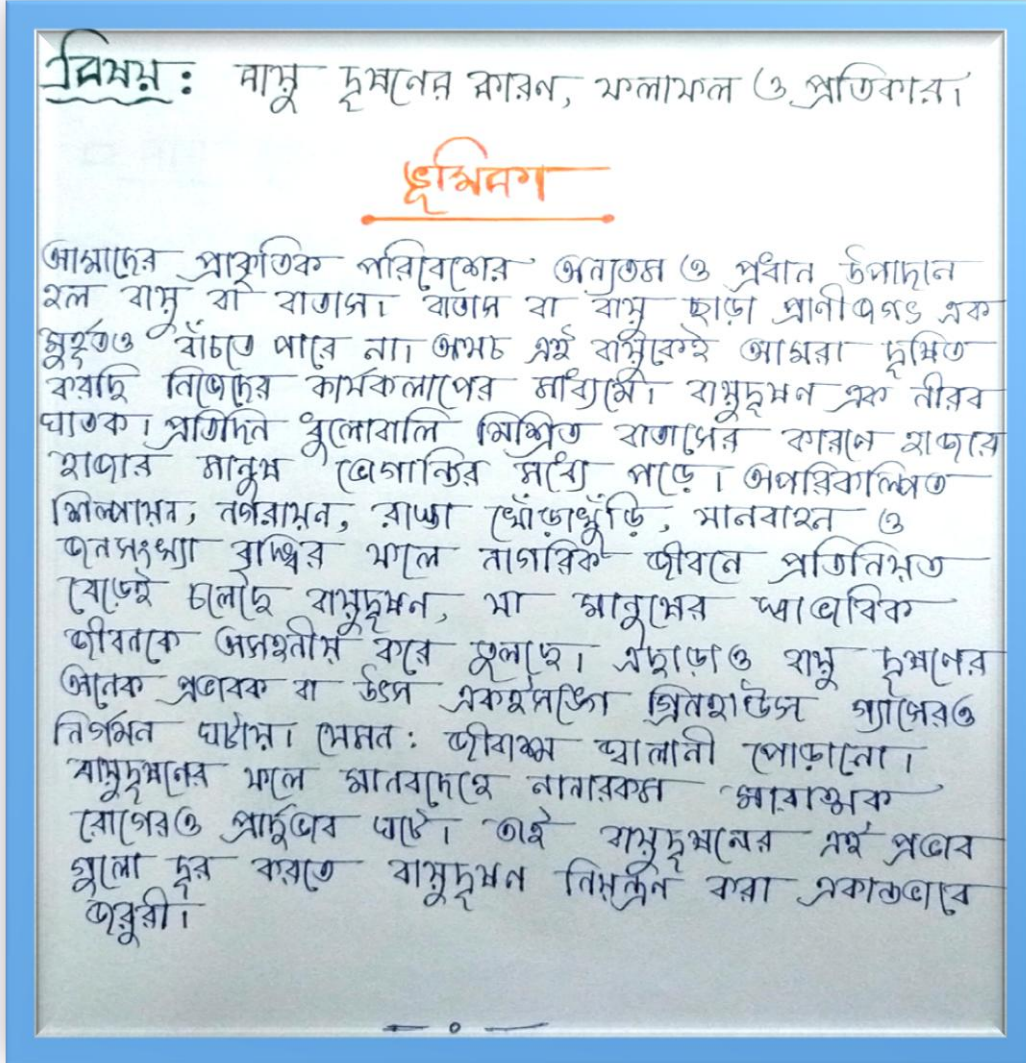 বিষয়: বায়ু দূষনের কারন, ফলাফল ও প্রতিকার।
ভূমিকা
আমাদের প্রাকৃতিক পরিবেশের অন্যতম ও প্রধান উপাদান
হল বায়ু বা বাতাস। বাতাস বা বায়ু ছাড়া প্রাণীজগৎ এক
মুহূর্তও বাঁচতে পারে না। অথচ এই বায়ুকেই আমরা দূষিত
করছি নিজেদের কার্যকলাপের মাধ্যমে। বায়ুদূষন এক নীরব
ঘাতক। প্রতিদিন ধুলোবালি মিশ্রিত বাতাসের কারনে হাজারে
হাজার মানুষ ভোগান্তির মধ্যে পড়ে। অপরিকল্পিত
শিল্পায়ন, নগরায়ন, রাস্তা খোঁড়াখুঁড়ি, যানবাহন ও
জনসংখ্যা বৃদ্ধির ফলে নাগরিক জীবনে প্রতিনিয়ত
বেড়েই চলেছে বায়ুদূষন, যা মানুষের স্বাভাবিক
জীবনকে অসহনীয় করে তুলছে। এছাড়াও বায়ু দূষণের
অনেক প্রভাবক বা উৎস একইসঙ্গে গ্রিনহাউস গ্যাসেরও
নির্গমন ঘটায়। যেমন: জীবাশ্ম জ্বালানী পোড়ানো।
বায়ুদূষনের ফলে মানবদেহে নানারকম মারাত্মক
রোগেরও প্রার্দুভাব ঘটে। তাই বায়ুদূষনের এই প্রভাব
গুলো দূর করতে বায়ুদূষন নিয়ন্ত্রন করা একান্তভাবে
জরুরী।